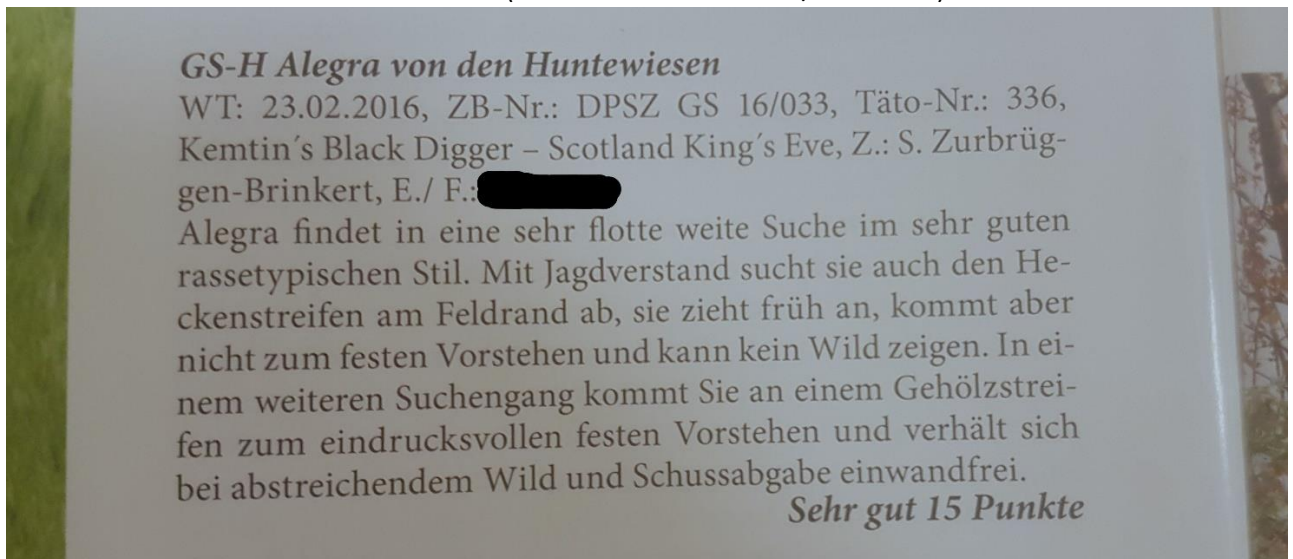 GS-H Alegra von den Huntewiesen
WT: 23.02.2016, ZB-Nr.: DPSZ GS 16/033, Täto-Nr.: 336,
Kemtin´s Black Digger – Scotland King´s Eve, Z.: S. Zurbrüg-
gen-Brinkert, E./ F.:
Alegra findet in eine sehr flotte weite Suche im sehr guten
rassetypischen Stil. Mit Jagdverstand sucht sie auch den He-
ckenstreifen am Feldrand ab, sie zieht früh an, kommt aber
nicht zum festen Vorstehen und kann kein Wild zeigen. In ei-
nem weiteren Suchengang kommt Sie an einem Gehölzstrei-
fen zum eindrucksvollen festen Vorstehen und verhält sich
bei abstreichendem Wild und Schussabgabe einwandfrei.
Sehr gut 15 Punkte